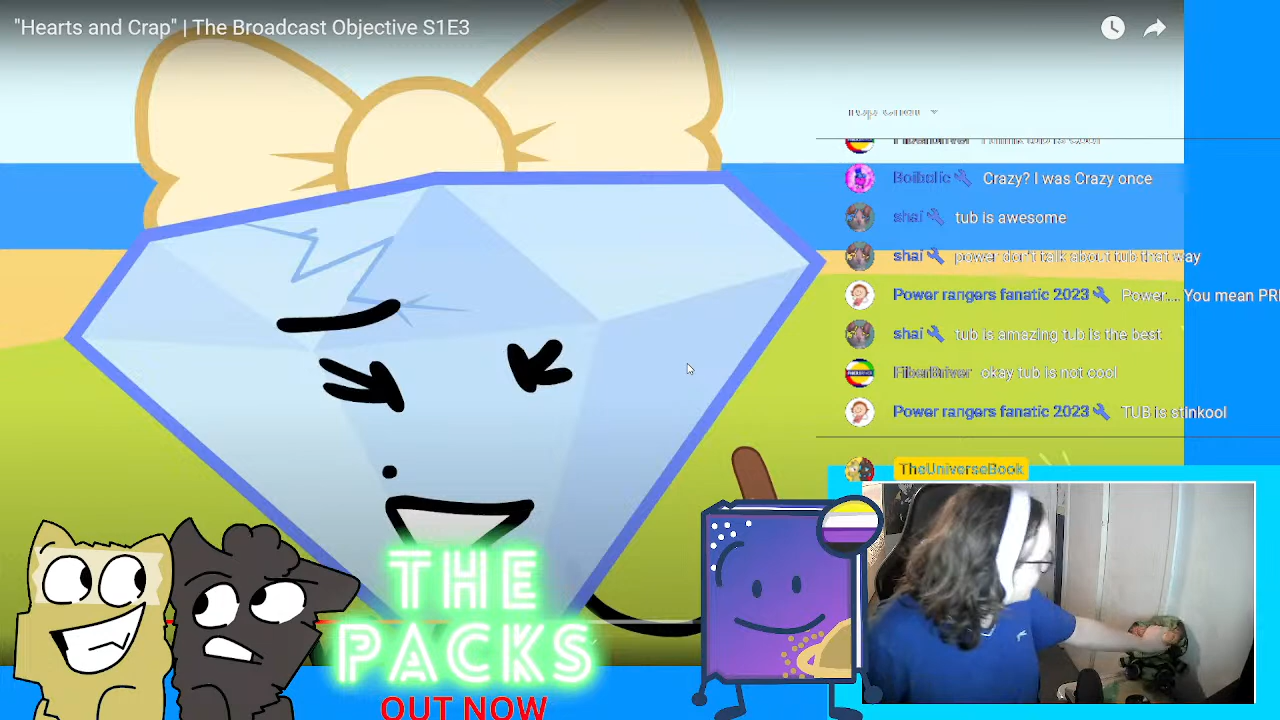 "Hearts and Crap" | The Broadcast Objective S1E3
Boibolic Crazy? I was Crazy once
shai tub is awesome
shai power don't talk about tub that way
Power rangers fanatic 2023 Power.... You mean PR
shai tub is amazing tub is the best
FiberDriver okay tub is not cool
Power rangers fanatic 2023 TUB is stinkool
TheUniverseBook
THE
PACKS
OUT NOW